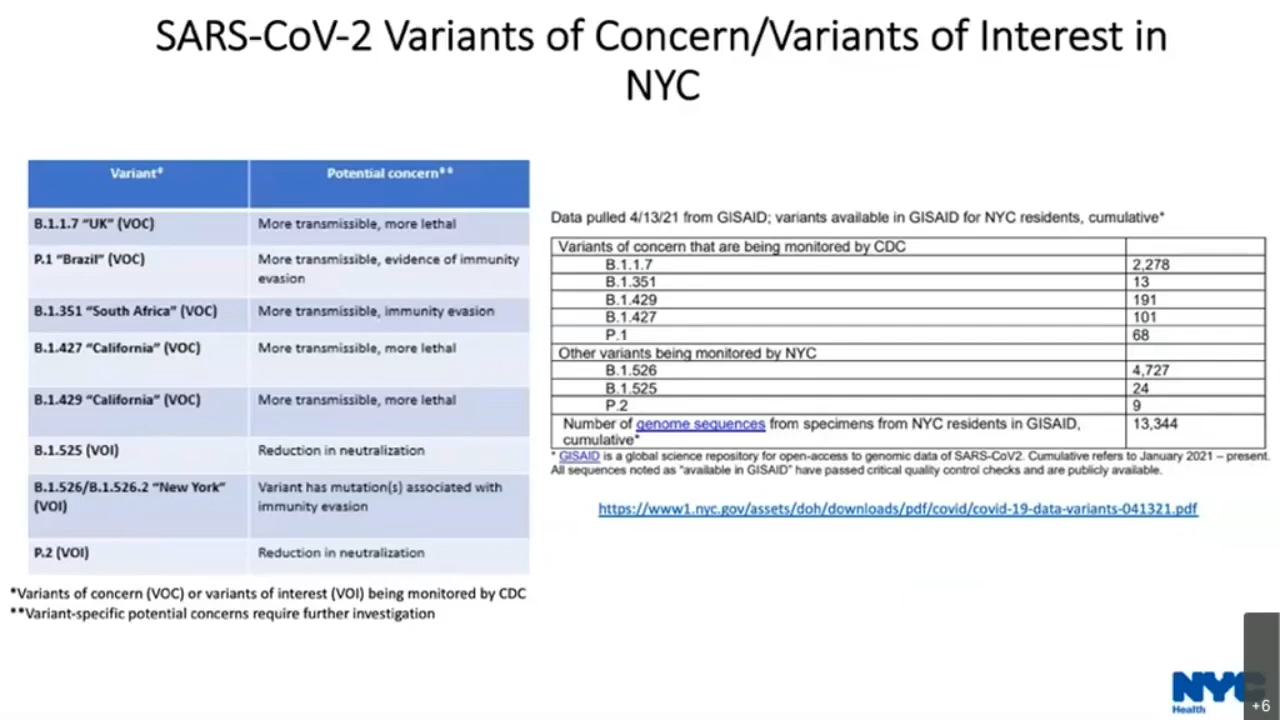 SARS-CoV-2 Variants of Concern/Variants of Interest in
NYC
Variant* Potential concern**
B.1.1.7 “UK” (VOC) More transmissible, more lethal
P.1 “Brazil” (VOC) More transmissible, evidence of immunity
evasion
B.1.351 “South Africa” (VOC) More transmissible, immunity evasion
B.1.427 “California” (VOC) More transmissible, more lethal
B.1.429 “California” (VOC) More transmissible, more lethal
B.1.525 (VOI) Reduction in neutralization
B.1.526/B.1.526.2 “New York” Variant has mutation(s) associated with
(VOI) immunity evasion
P.2 (VOI) Reduction in neutralization
*Variants of concern (VOC) or variants of interest (VOI) being monitored by CDC
**Variant-specific potential concerns require further investigation
Data pulled 4/13/21 from GISAID; variants available in GISAID for NYC residents, cumulative*
Variants of concern that are being monitored by CDC
B.1.1.7 2,278
B.1.351 13
B.1.429 191
B.1.427 101
P.1 68
Other variants being monitored by NYC
B.1.526 4,727
B.1.525 24
P.2 9
Number of genome sequences from specimens from NYC residents in GISAID, 13,344
cumulative*
* GISAID is a global science repository for open-access to genomic data of SARS-CoV2. Cumulative refers to January 2021 – present.
All sequences noted as “available in GISAID” have passed critical quality control checks and are publicly available.
https://www1.nyc.gov/assets/doh/downloads/pdf/covid/covid-19-data-variants-041321.pdf
NYC
Health
+6